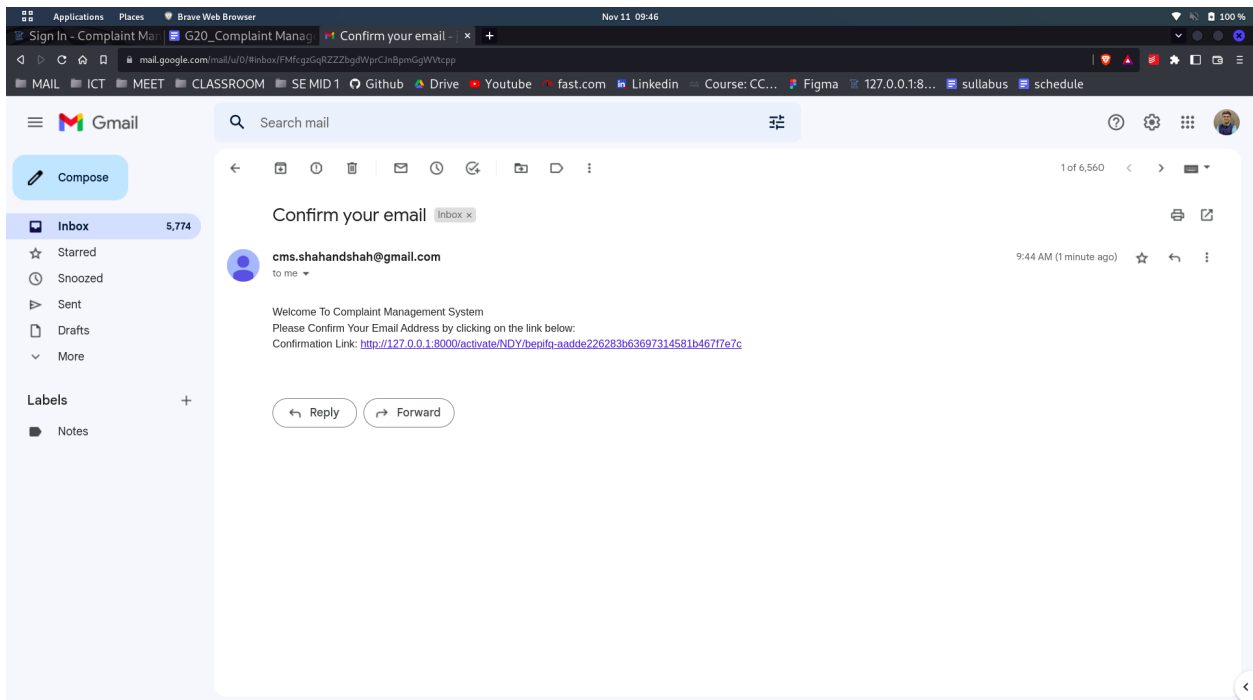 Applications Places Brave Web Browser Nov 11 09:46 100 %
Sign In - Complaint Mar G20_Complaint Manag Confirm your email - × +
mail.google.com/mail/u/0/#inbox/FMfcgzGqRZZZbgdWprCJnBpmGgWVtcpp
MAIL ICT MEET CLASSROOM SE MID 1 Github Drive Youtube fast.com Linkedin Course: CC... Figma 127.0.0.1:8... sullabus schedule
Gmail Search mail
Compose 1 of 6,560
Confirm your email Inbox ×
Inbox 5,774
Starred cms.shahandshah@gmail.com 9:44 AM (1 minute ago)
Snoozed to me
Sent Welcome To Complaint Management System
Drafts Please Confirm Your Email Address by clicking on the link below:
Confirmation Link: http://127.0.0.1:8000/activate/NDY/bepifq-aadde226283b63697314581b467f7e7c
More
Labels +
Reply Forward
Notes